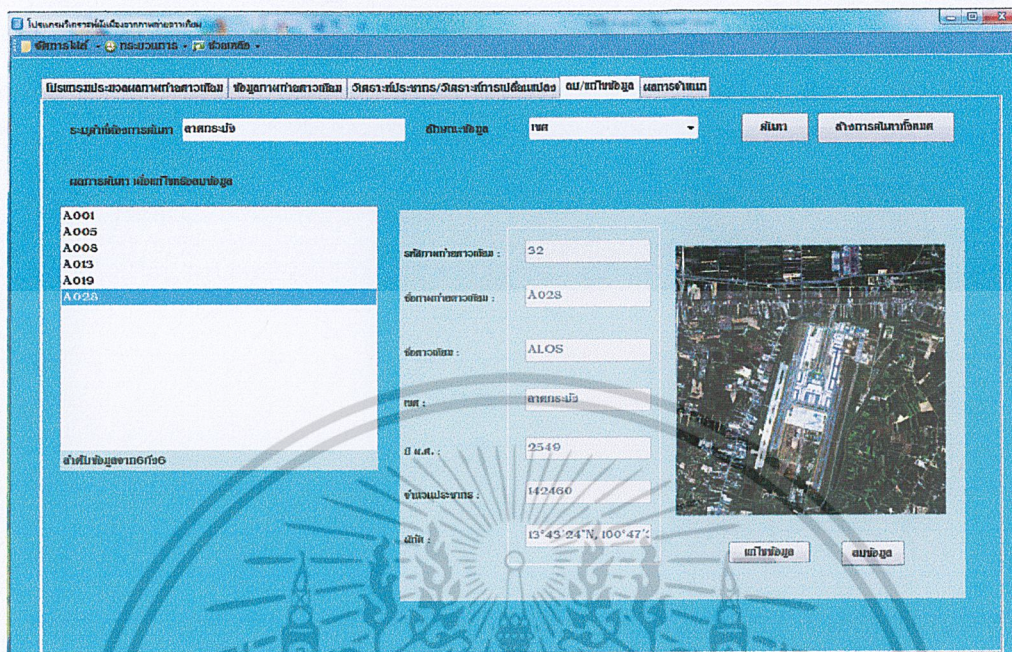 โปรแกรมวิเคราะห์ผังเมืองจากภาพถ่ายดาวเทียม
จัดการไฟล์ กระบวนการ ช่วยเหลือ
โปรแกรมประมวลผลภาพถ่ายดาวเทียม ข้อมูลภาพถ่ายดาวเทียม วิเคราะห์ประชากร/วิเคราะห์การเปลี่ยนแปลง ลบ/แก้ไขข้อมูล ผลการจำแนก
ระบุคำที่ต้องการค้นหา ลาดกระบัง ลักษณะข้อมูล เขต ค้นหา ล้างการค้นหาทั้งหมด
ผลการค้นหา เพื่อแก้ไขหรือลบข้อมูล
A001
A005
A008
A013
A019
A028
ลำดับข้อมูลจาก6ถึง6
รหัสภาพถ่ายดาวเทียม : 32
ชื่อภาพถ่ายดาวเทียม : A028
ชื่อดาวเทียม : ALOS
เขต : ลาดกระบัง
ปี พ.ศ. : 2549
จำนวนประชากร : 142460
พิกัด : 13°43'24"N, 100°47'
แก้ไขข้อมูล ลบข้อมูล